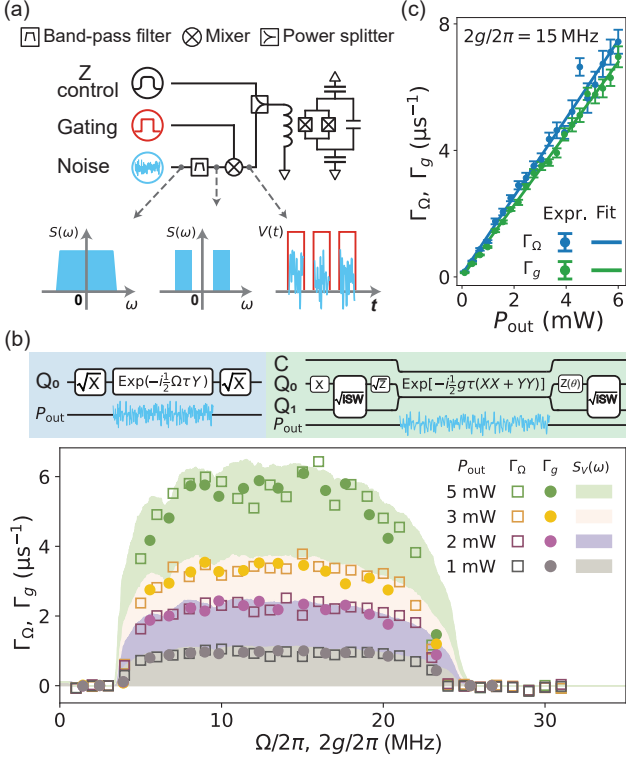 (a)
Band-pass filter Mixer Power splitter
Z control
Gating
Noise
S(ω) S(ω) V(t)
0 ω 0 ω t
(c)
2g/2π = 15 MHz
Γ_Ω, Γ_g (μs⁻¹)
8
4
0
Expr. Fit
Γ_Ω
Γ_g
0 2 4 6
P_out (mW)
(b)
Q₀ √X Exp(−i½ΩτY) √X
P_out
C
Q₀ X √Z Exp[−i½gτ(XX + YY)] Z(θ)
√iSW √iSW
Q₁
P_out
Γ_Ω, Γ_g (μs⁻¹)
6
4
2
0
P_out Γ_Ω Γ_g S_V(ω)
5 mW
3 mW
2 mW
1 mW
0 10 20 30
Ω/2π, 2g/2π (MHz)